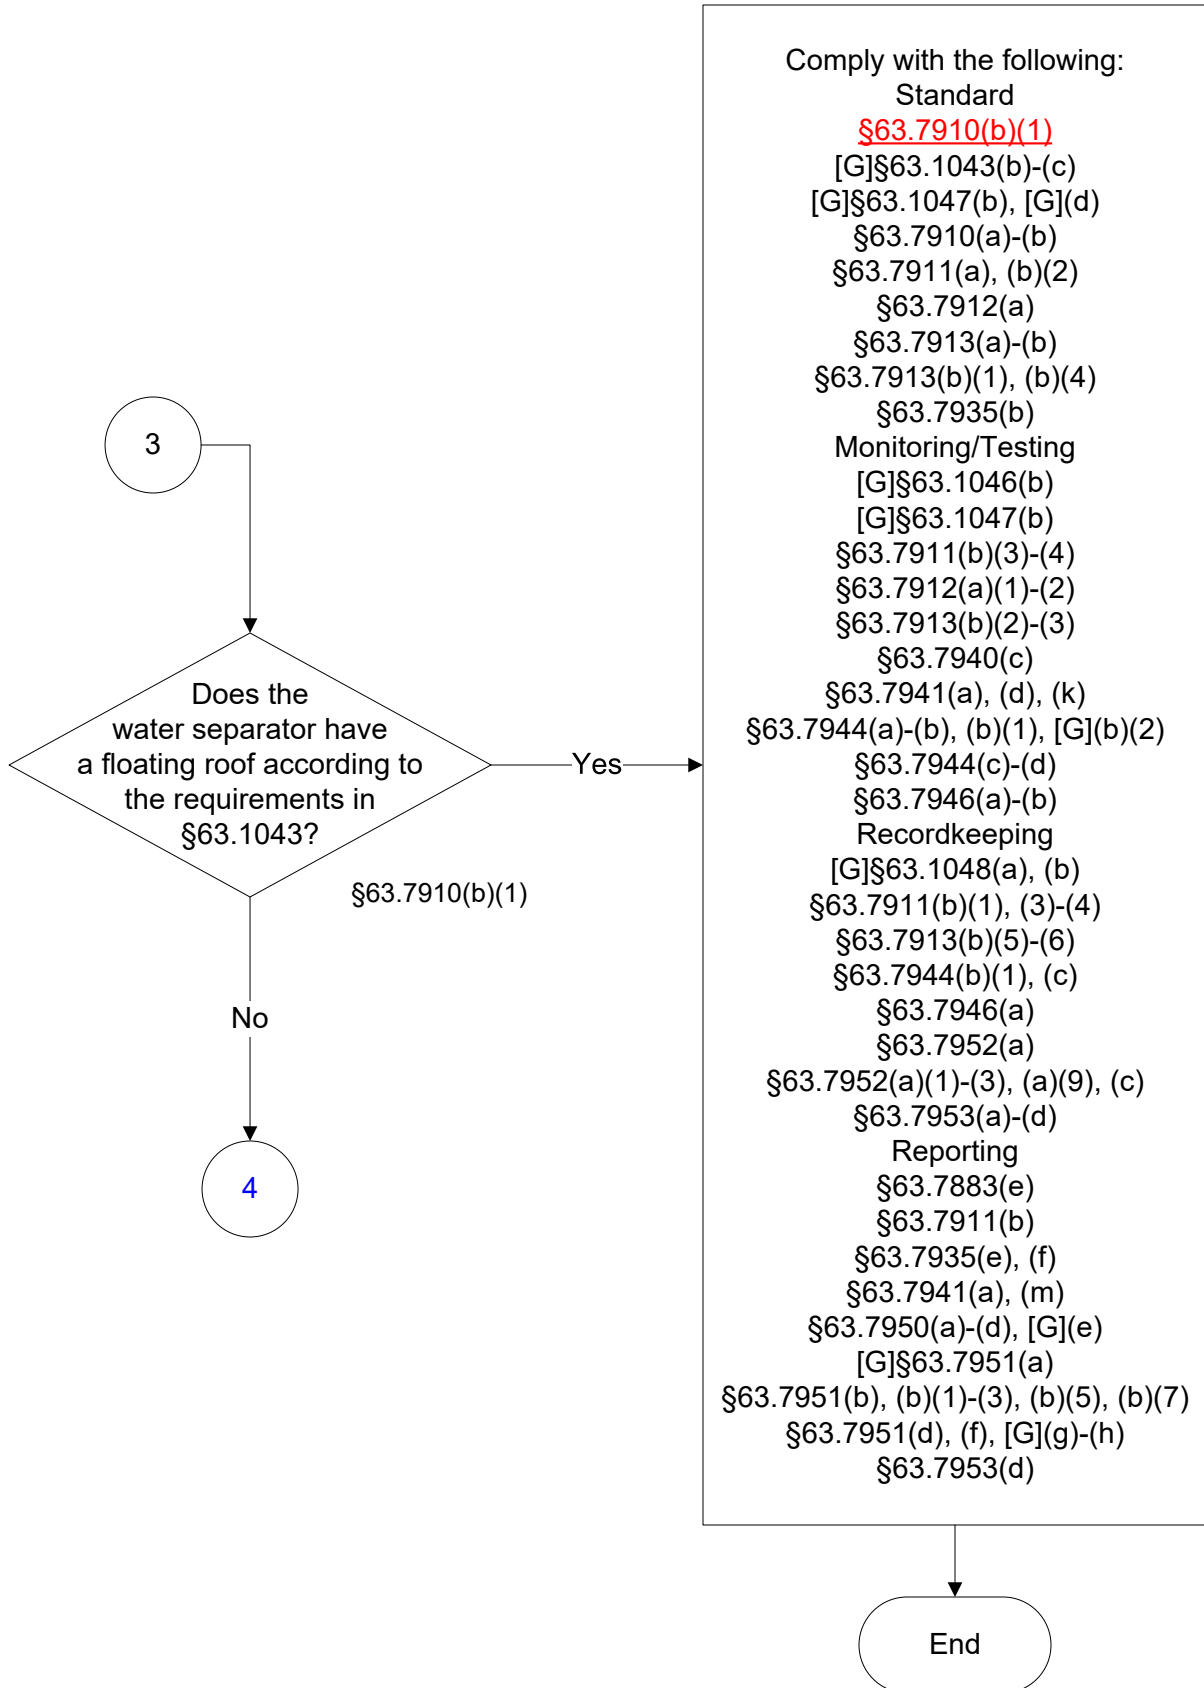 3
Does the
water separator have
a floating roof according to
the requirements in
§63.1043?
§63.7910(b)(1)
Yes
No
4
Comply with the following:
Standard
§63.7910(b)(1)
[G]§63.1043(b)-(c)
[G]§63.1047(b), [G](d)
§63.7910(a)-(b)
§63.7911(a), (b)(2)
§63.7912(a)
§63.7913(a)-(b)
§63.7913(b)(1), (b)(4)
§63.7935(b)
Monitoring/Testing
[G]§63.1046(b)
[G]§63.1047(b)
§63.7911(b)(3)-(4)
§63.7912(a)(1)-(2)
§63.7913(b)(2)-(3)
§63.7940(c)
§63.7941(a), (d), (k)
§63.7944(a)-(b), (b)(1), [G](b)(2)
§63.7944(c)-(d)
§63.7946(a)-(b)
Recordkeeping
[G]§63.1048(a), (b)
§63.7911(b)(1), (3)-(4)
§63.7913(b)(5)-(6)
§63.7944(b)(1), (c)
§63.7946(a)
§63.7952(a)
§63.7952(a)(1)-(3), (a)(9), (c)
§63.7953(a)-(d)
Reporting
§63.7883(e)
§63.7911(b)
§63.7935(e), (f)
§63.7941(a), (m)
§63.7950(a)-(d), [G](e)
[G]§63.7951(a)
§63.7951(b), (b)(1)-(3), (b)(5), (b)(7)
§63.7951(d), (f), [G](g)-(h)
§63.7953(d)
End